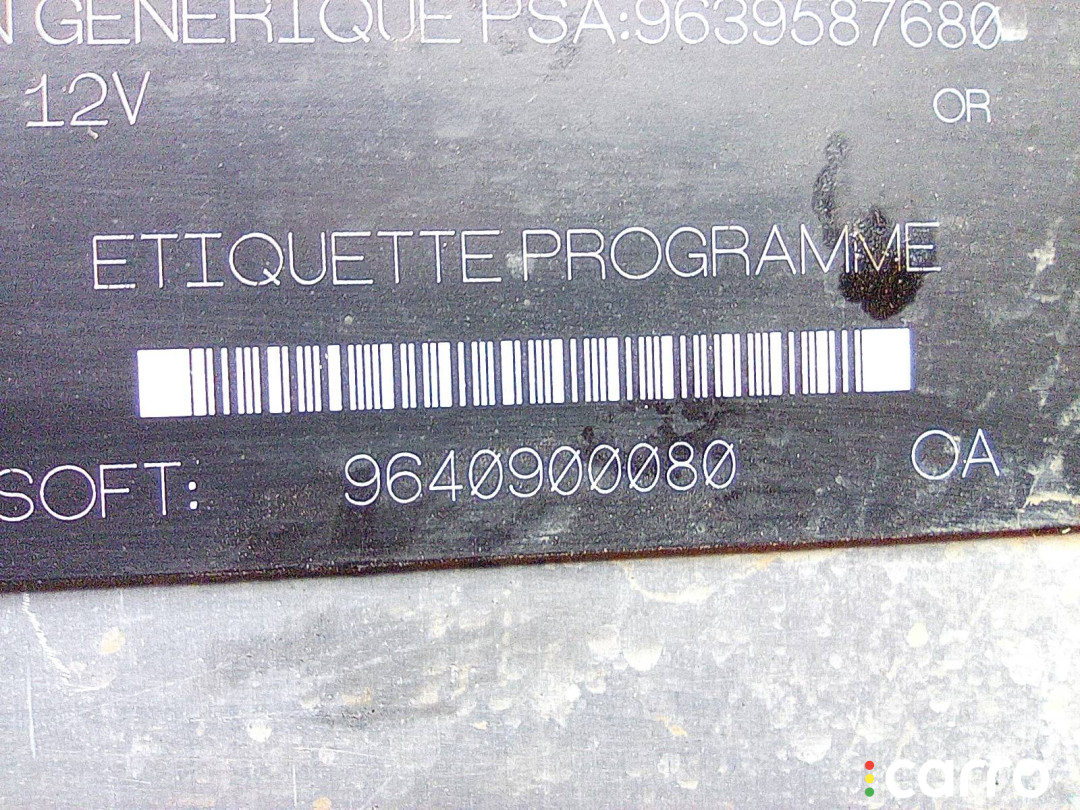 N GENERIQUE PSA:9639587680
12V OR
ETIQUETTE PROGRAMME
SOFT: 9640900080 OA
carro